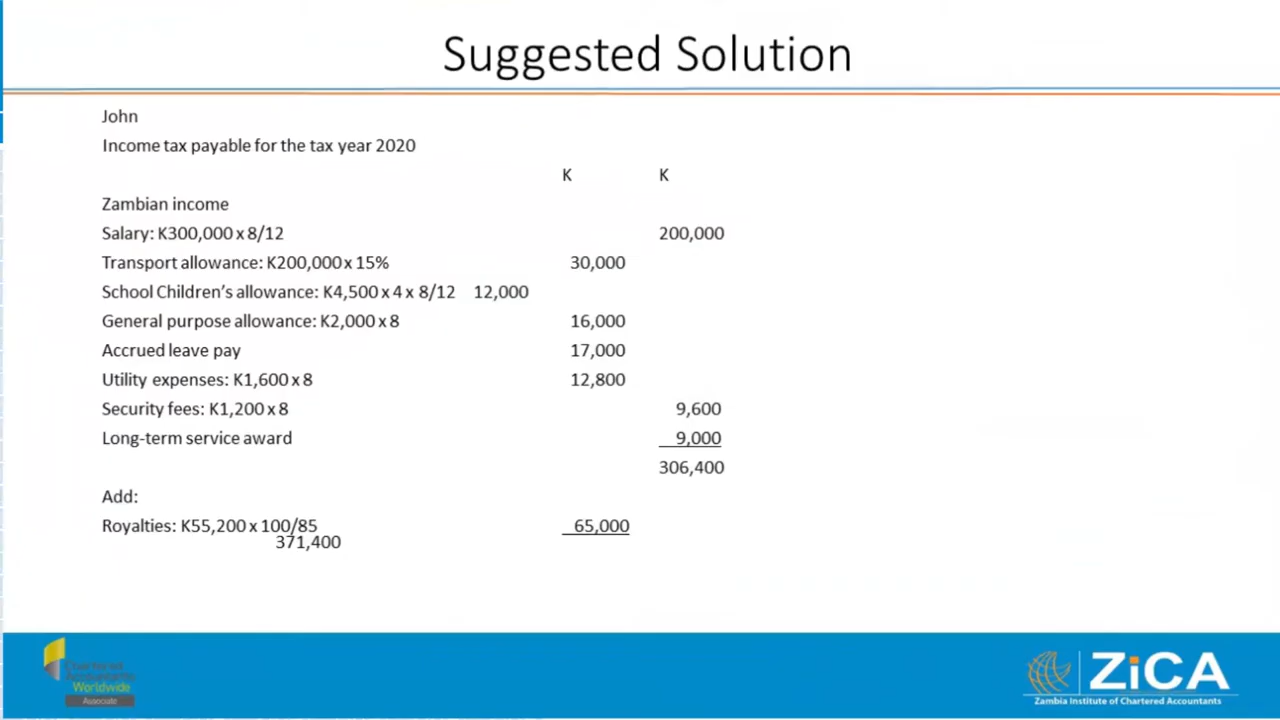 Suggested Solution
John
Income tax payable for the tax year 2020
K K
Zambian income
Salary: K300,000 x 8/12 200,000
Transport allowance: K200,000 x 15% 30,000
School Children’s allowance: K4,500 x 4 x 8/12 12,000
General purpose allowance: K2,000 x 8 16,000
Accrued leave pay 17,000
Utility expenses: K1,600 x 8 12,800
Security fees: K1,200 x 8 9,600
Long-term service award 9,000
306,400
Add:
Royalties: K55,200 x 100/85 65,000
371,400
Chartered
Accountants
Worldwide
Associate
ZiCA
Zambia Institute of Chartered Accountants